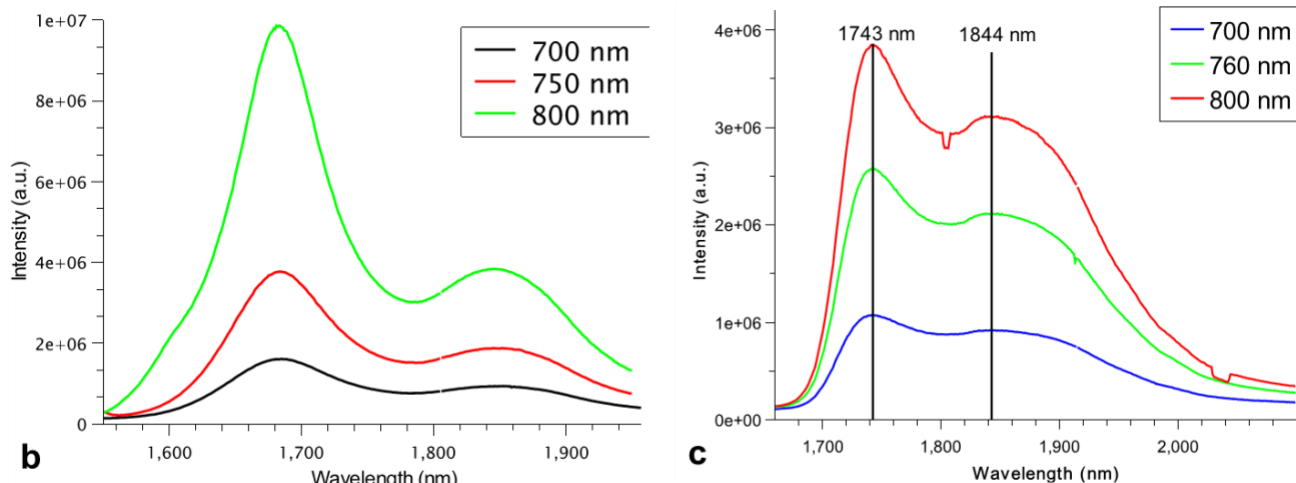 1e+07
8e+06
6e+06
4e+06
2e+06
0
Intensity (a.u.)
1,600 1,700 1,800 1,900
Wavelength (nm)
700 nm
750 nm
800 nm
b
4e+06
3e+06
2e+06
1e+06
0e+00
Intensity (a.u.)
1743 nm 1844 nm
700 nm
760 nm
800 nm
1,700 1,800 1,900 2,000
Wavelength (nm)
c